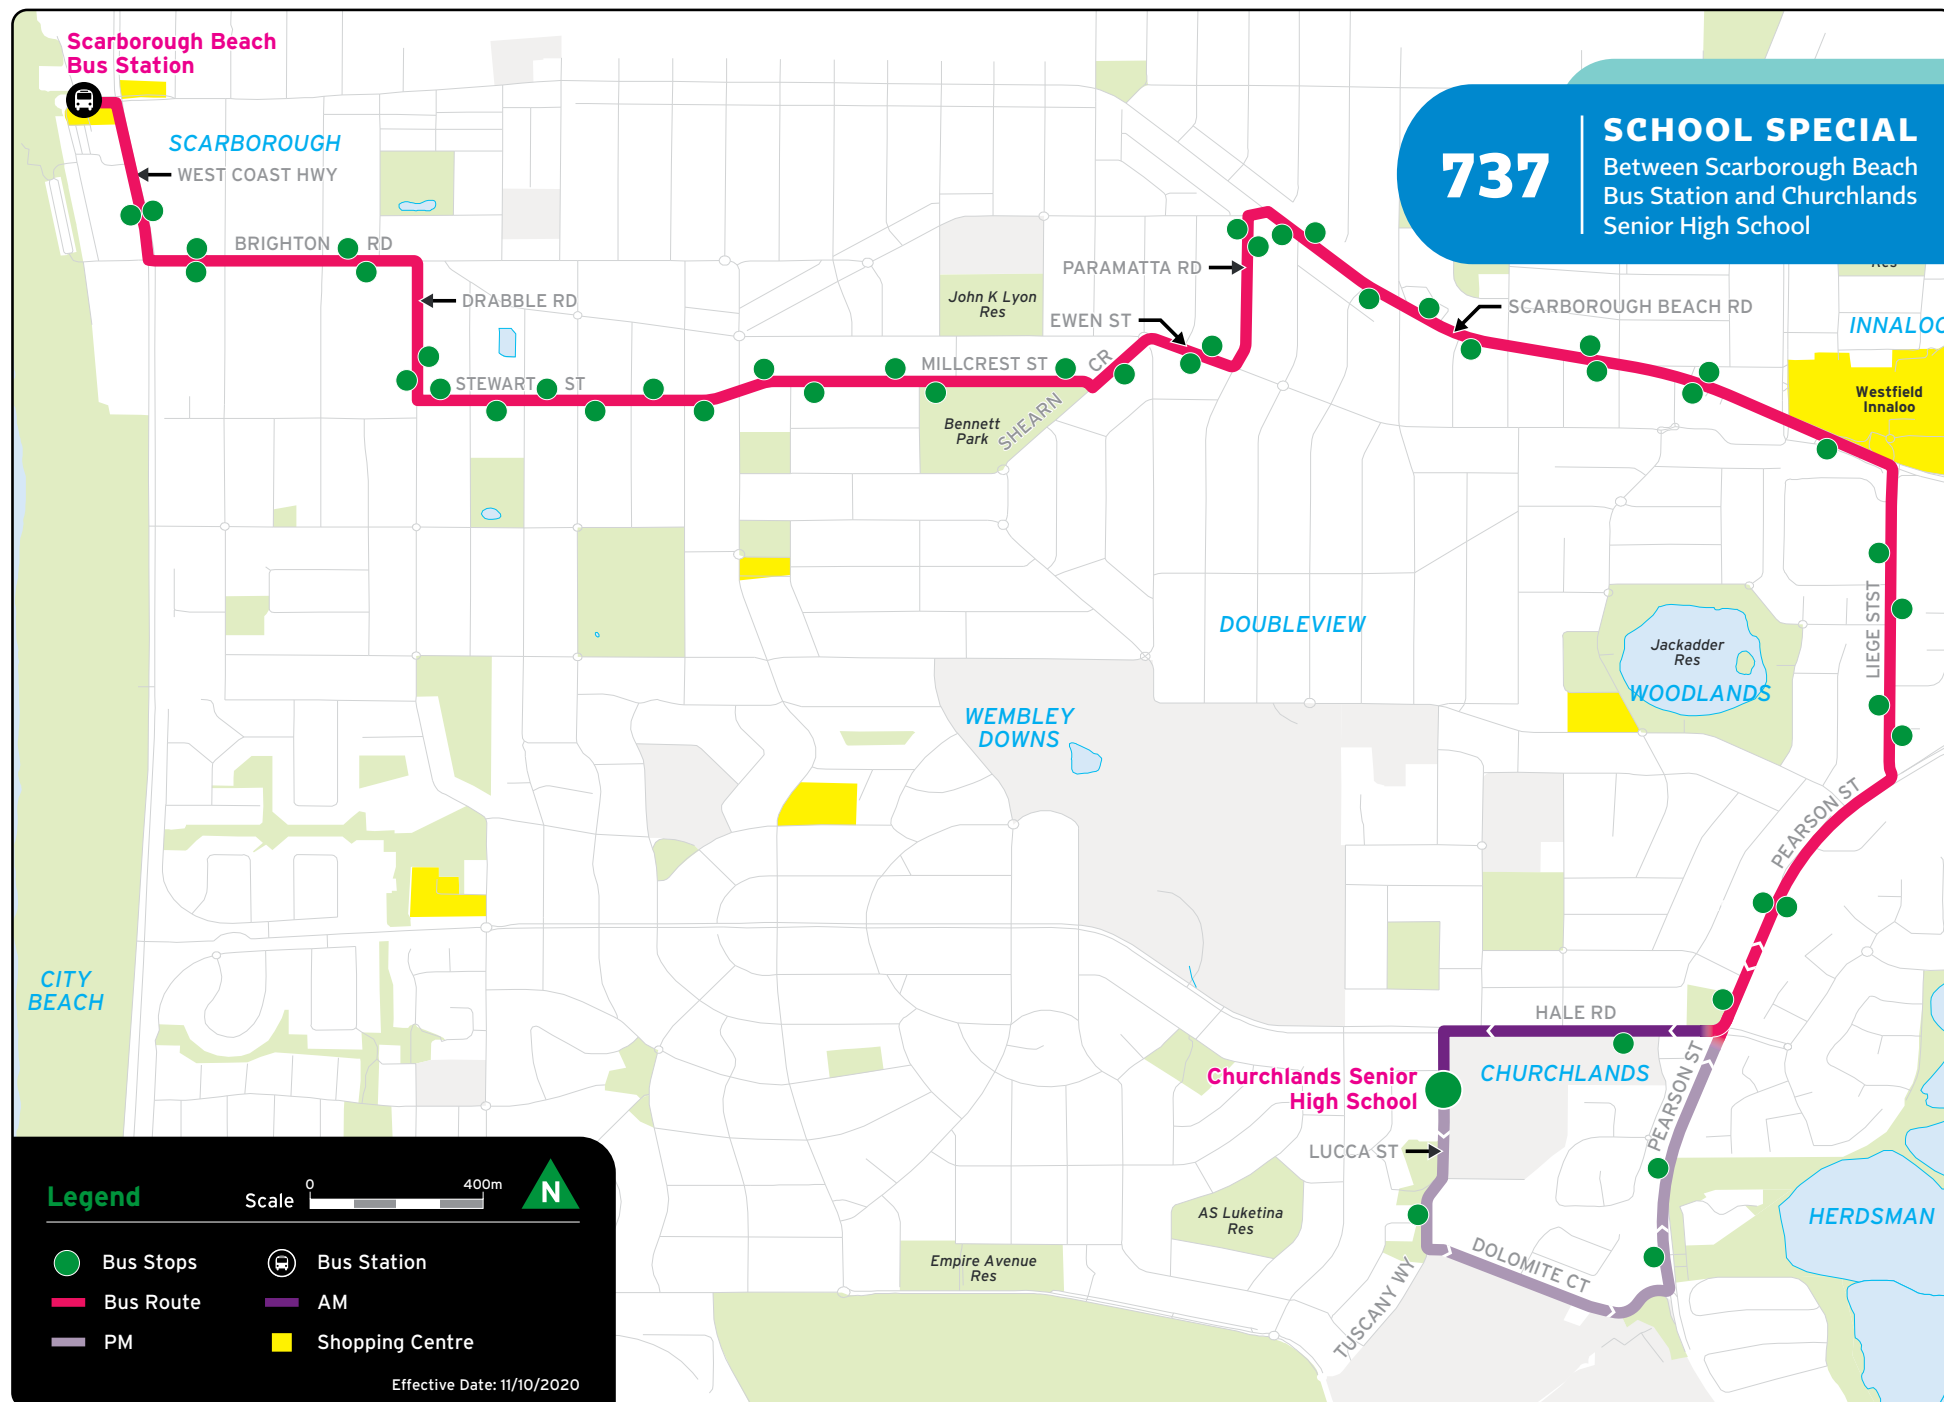 Scarborough Beach
Bus Station
SCARBOROUGH
WEST COAST HWY
BRIGHTON RD
DRABBLE RD
STEWART ST
MILLCREST ST
SHEARN CR
John K Lyon
Res
Bennett
Park
PARAMATTA RD
EWEN ST
737
SCHOOL SPECIAL
Between Scarborough Beach
Bus Station and Churchlands
Senior High School
Res
SCARBOROUGH BEACH RD
INNALOO
Westfield
Innaloo
LIEGE STST
DOUBLEVIEW
Jackadder
Res
WOODLANDS
WEMBLEY
DOWNS
PEARSON ST
CITY
BEACH
HALE RD
Churchlands Senior
High School
CHURCHLANDS
PEARSON ST
LUCCA ST
AS Luketina
Res
HERDSMAN
Empire Avenue
Res
DOLOMITE CT
TUSCANY WY
Legend
Scale
0
400m
N
Bus Stops
Bus Station
Bus Route
AM
PM
Shopping Centre
Effective Date: 11/10/2020